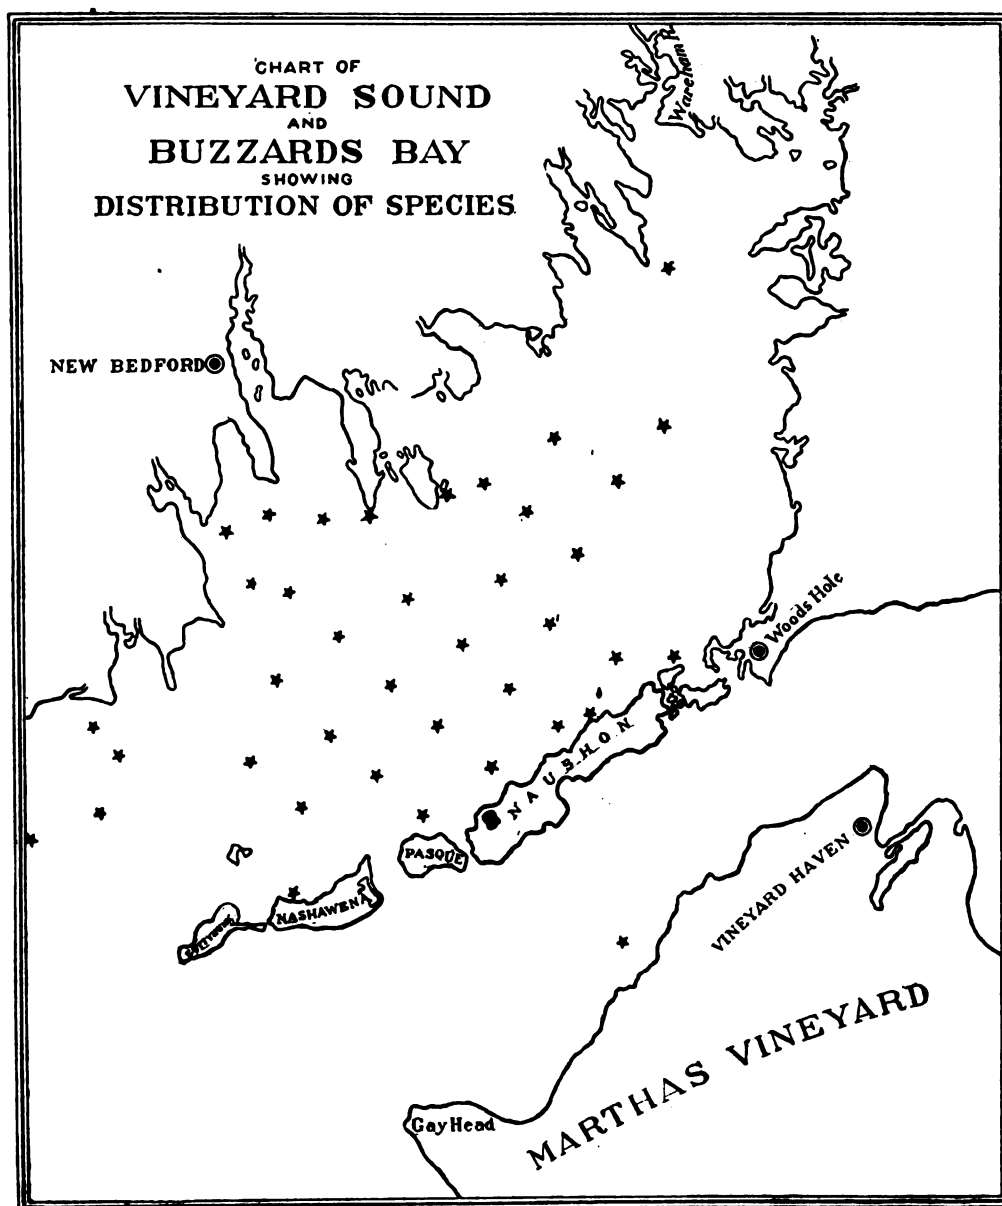 CHART OF
VINEYARD SOUND
AND
BUZZARDS BAY
SHOWING
DISTRIBUTION OF SPECIES
Wareham R.
NEW BEDFORD
Woods Hole
NAUSHON
PASQUE
NASHAWENA
VINEYARD HAVEN
MARTHAS VINEYARD
Gay Head